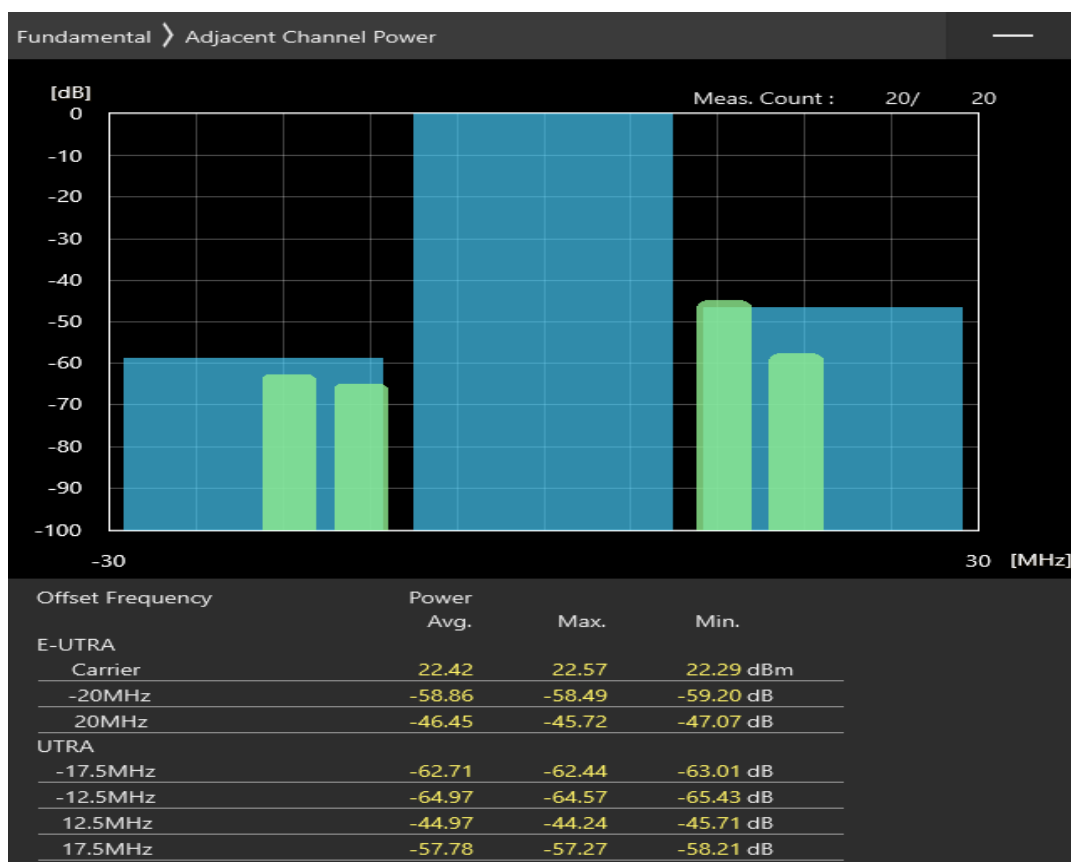 Fundamental ❯ Adjacent Channel Power
[dB]
Meas. Count : 20/ 20
0
-10
-20
-30
-40
-50
-60
-70
-80
-90
-100
-30 30 [MHz]
Offset Frequency Power
Avg. Max. Min.
E-UTRA
Carrier 22.42 22.57 22.29 dBm
-20MHz -58.86 -58.49 -59.20 dB
20MHz -46.45 -45.72 -47.07 dB
UTRA
-17.5MHz -62.71 -62.44 -63.01 dB
-12.5MHz -64.97 -64.57 -65.43 dB
12.5MHz -44.97 -44.24 -45.71 dB
17.5MHz -57.78 -57.27 -58.21 dB